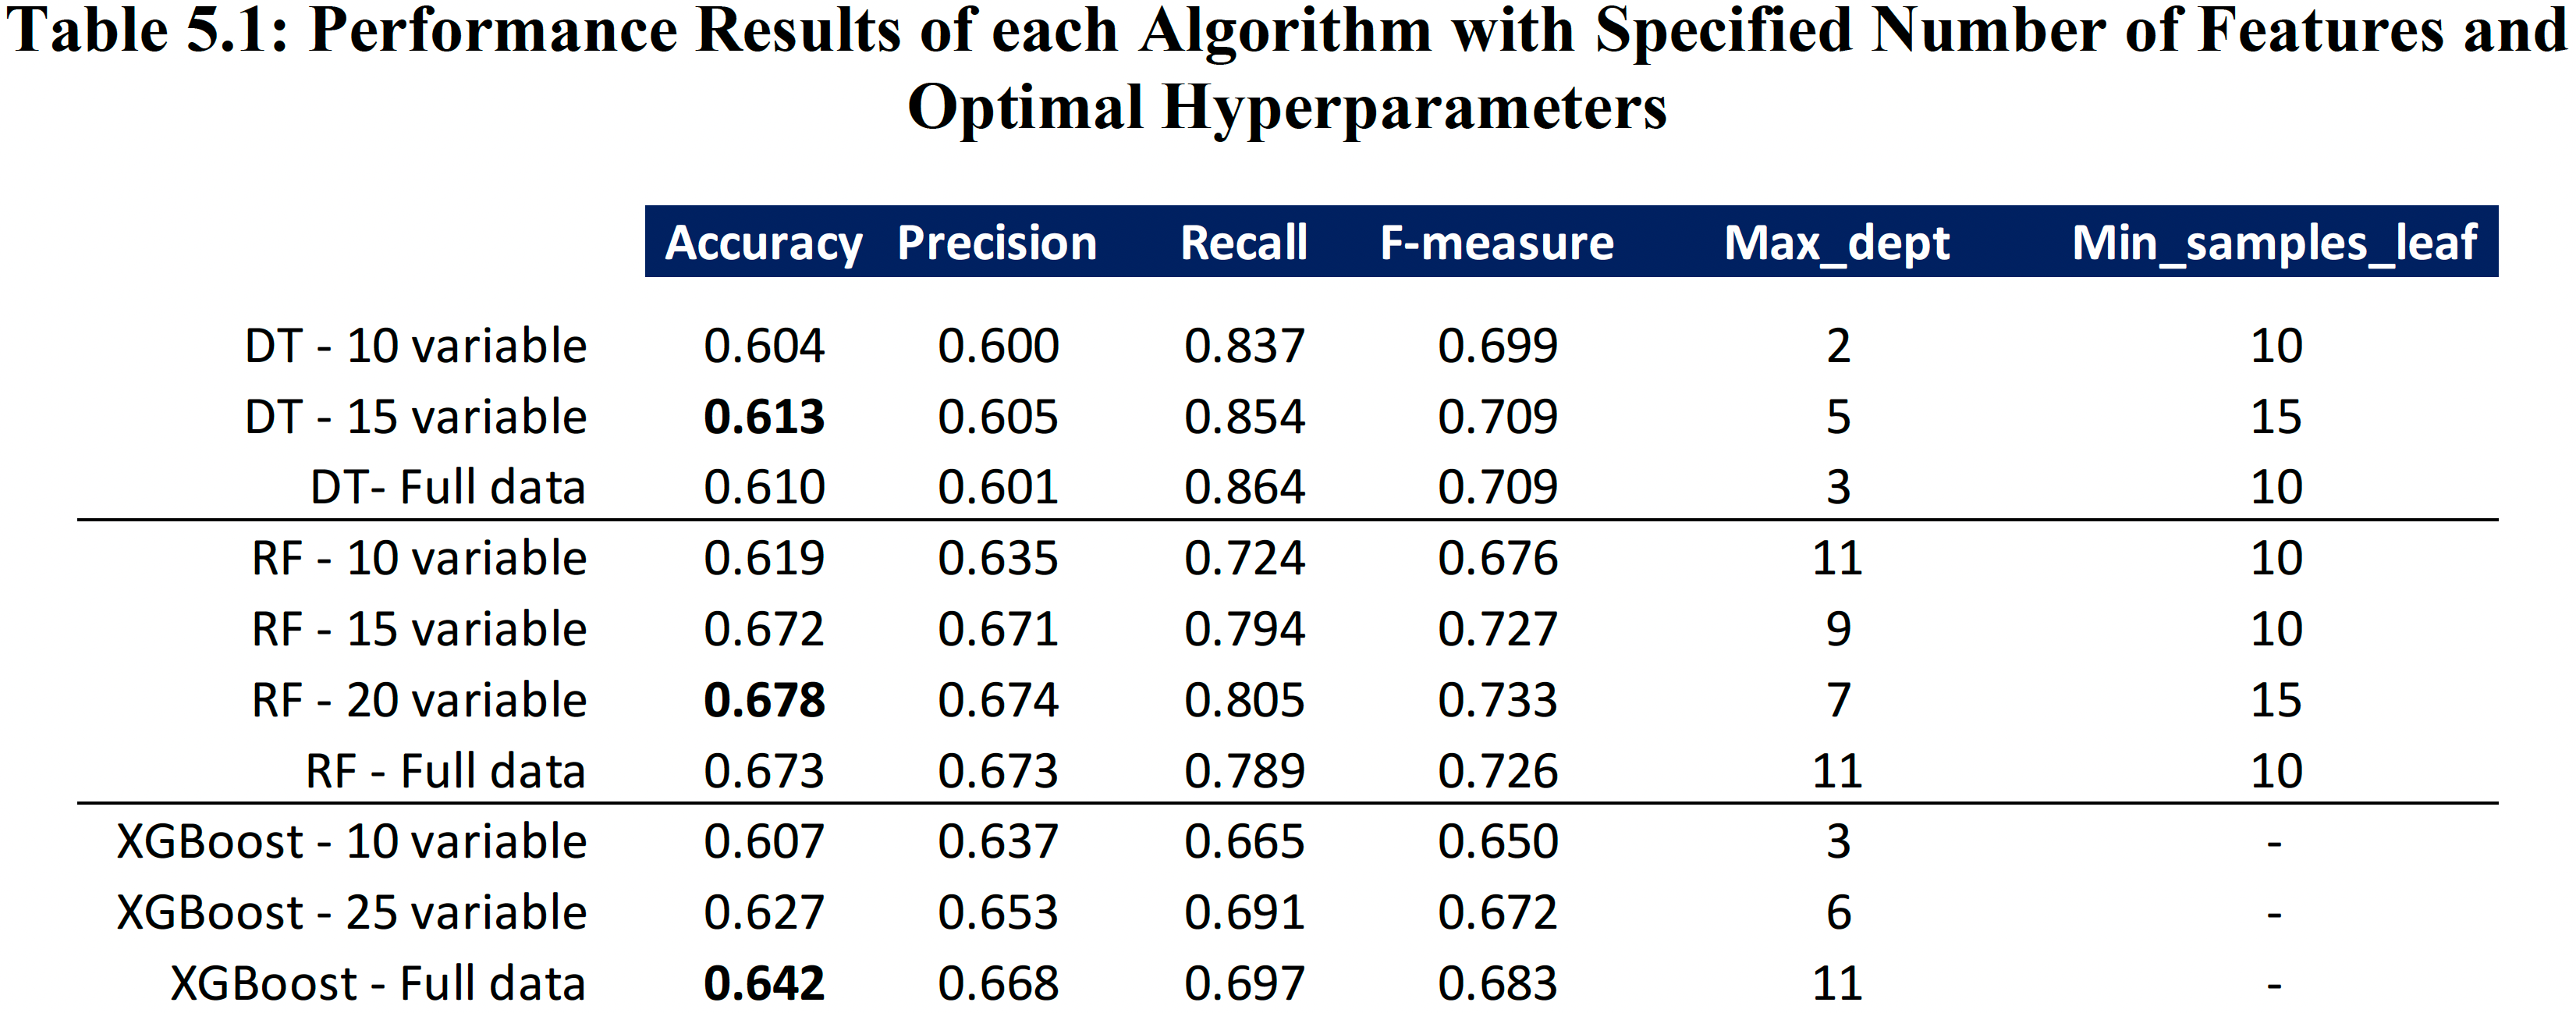 Table 5.1: Performance Results of each Algorithm with Specified Number of Features and
Optimal Hyperparameters
Accuracy Precision Recall F-measure Max_dept Min_samples_leaf
DT - 10 variable 0.604 0.600 0.837 0.699 2 10
DT - 15 variable 0.613 0.605 0.854 0.709 5 15
DT- Full data 0.610 0.601 0.864 0.709 3 10
RF - 10 variable 0.619 0.635 0.724 0.676 11 10
RF - 15 variable 0.672 0.671 0.794 0.727 9 10
RF - 20 variable 0.678 0.674 0.805 0.733 7 15
RF - Full data 0.673 0.673 0.789 0.726 11 10
XGBoost - 10 variable 0.607 0.637 0.665 0.650 3 -
XGBoost - 25 variable 0.627 0.653 0.691 0.672 6 -
XGBoost - Full data 0.642 0.668 0.697 0.683 11 -